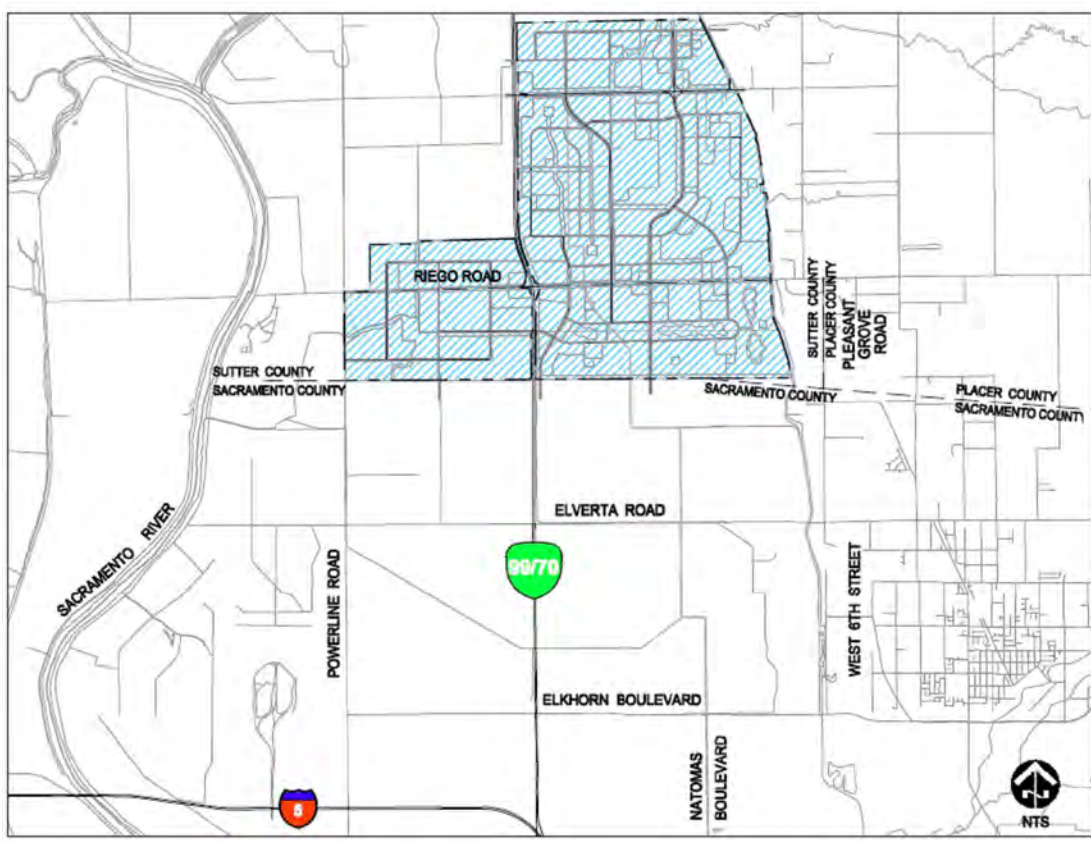 RIEGO ROAD
SUTTER COUNTY
PLACER COUNTY
PLEASANT
GROVE
ROAD
SUTTER COUNTY
SACRAMENTO COUNTY
SACRAMENTO COUNTY
PLACER COUNTY
SACRAMENTO COUNTY
SACRAMENTO RIVER
ELVERTA ROAD
99/70
POWERLINE ROAD
WEST 6TH STREET
ELKHORN BOULEVARD
NATOMAS
BOULEVARD
5
NTS